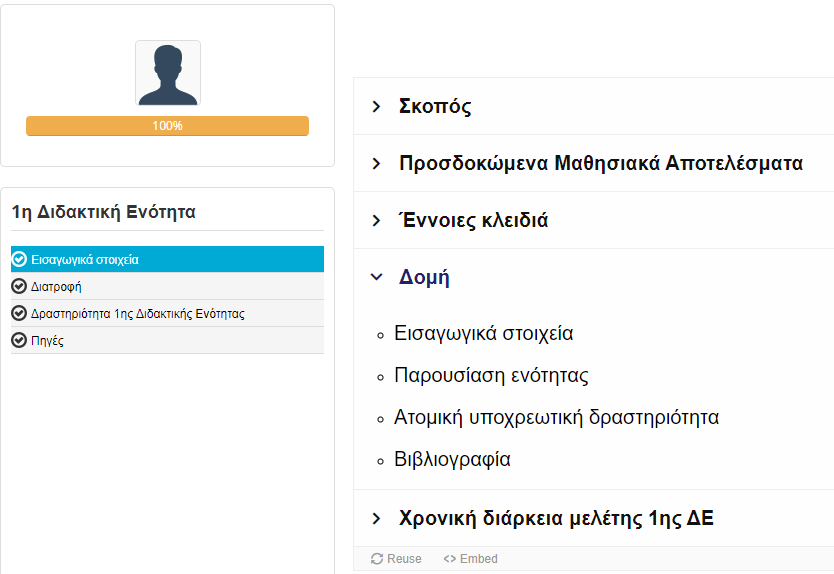 100%
1η Διδακτική Ενότητα
Εισαγωγικά στοιχεία
Διατροφή
Δραστηριότητα 1ης Διδακτικής Ενότητας
Πηγές
Σκοπός
Προσδοκώμενα Μαθησιακά Αποτελέσματα
Έννοιες κλειδιά
Δομή
Εισαγωγικά στοιχεία
Παρουσίαση ενότητας
Ατομική υποχρεωτική δραστηριότητα
Βιβλιογραφία
Χρονική διάρκεια μελέτης 1ης ΔΕ
Reuse <> Embed